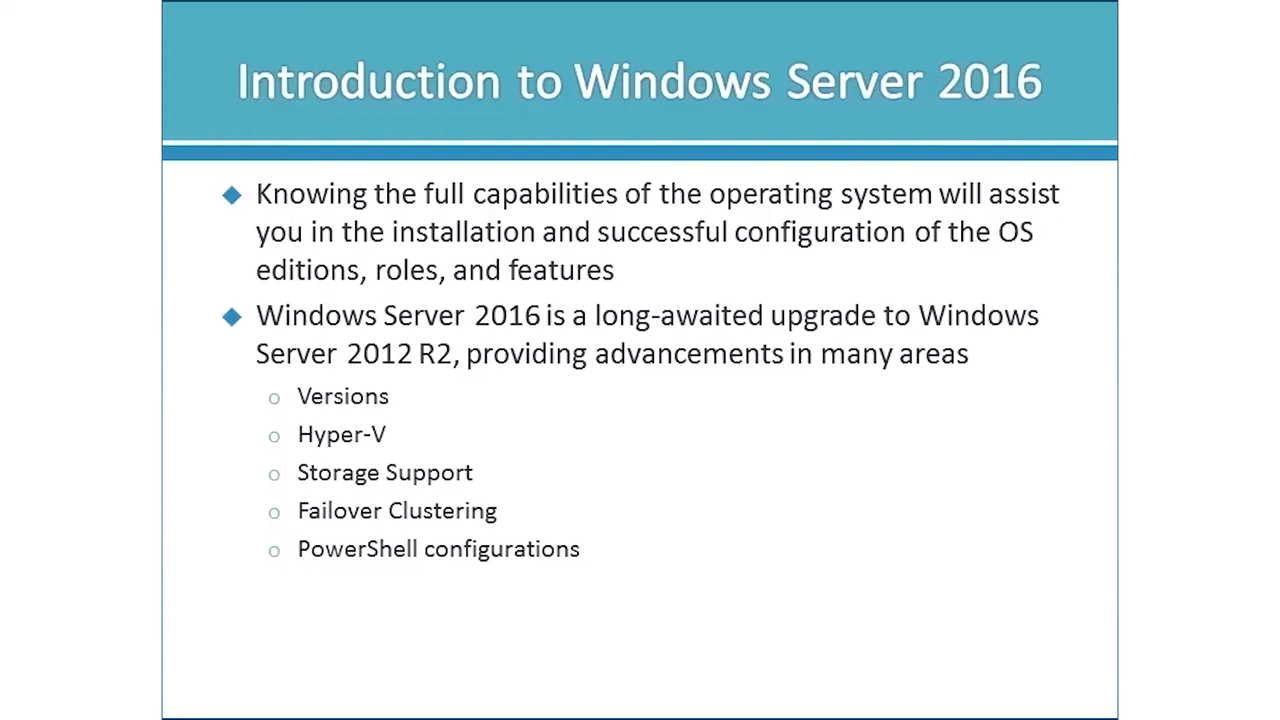 Introduction to Windows Server 2016
Knowing the full capabilities of the operating system will assist
you in the installation and successful configuration of the OS
editions, roles, and features
Windows Server 2016 is a long-awaited upgrade to Windows
Server 2012 R2, providing advancements in many areas
Versions
Hyper-V
Storage Support
Failover Clustering
PowerShell configurations